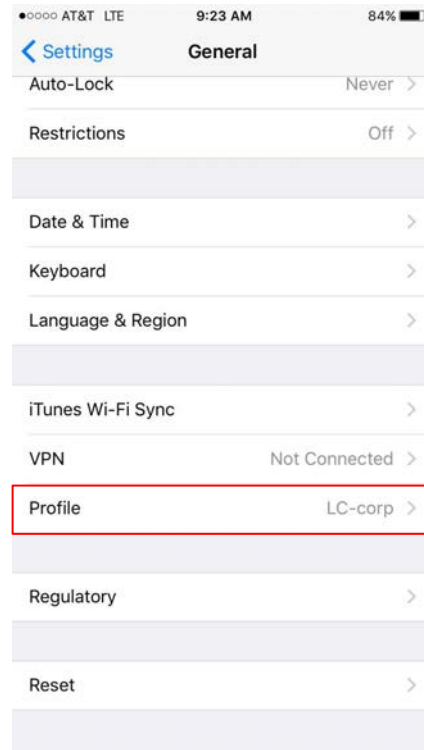 AT&T LTE 9:23 AM 84%
Settings General
Auto-Lock Never
Restrictions Off
Date & Time
Keyboard
Language & Region
iTunes Wi-Fi Sync
VPN Not Connected
Profile LC-corp
Regulatory
Reset